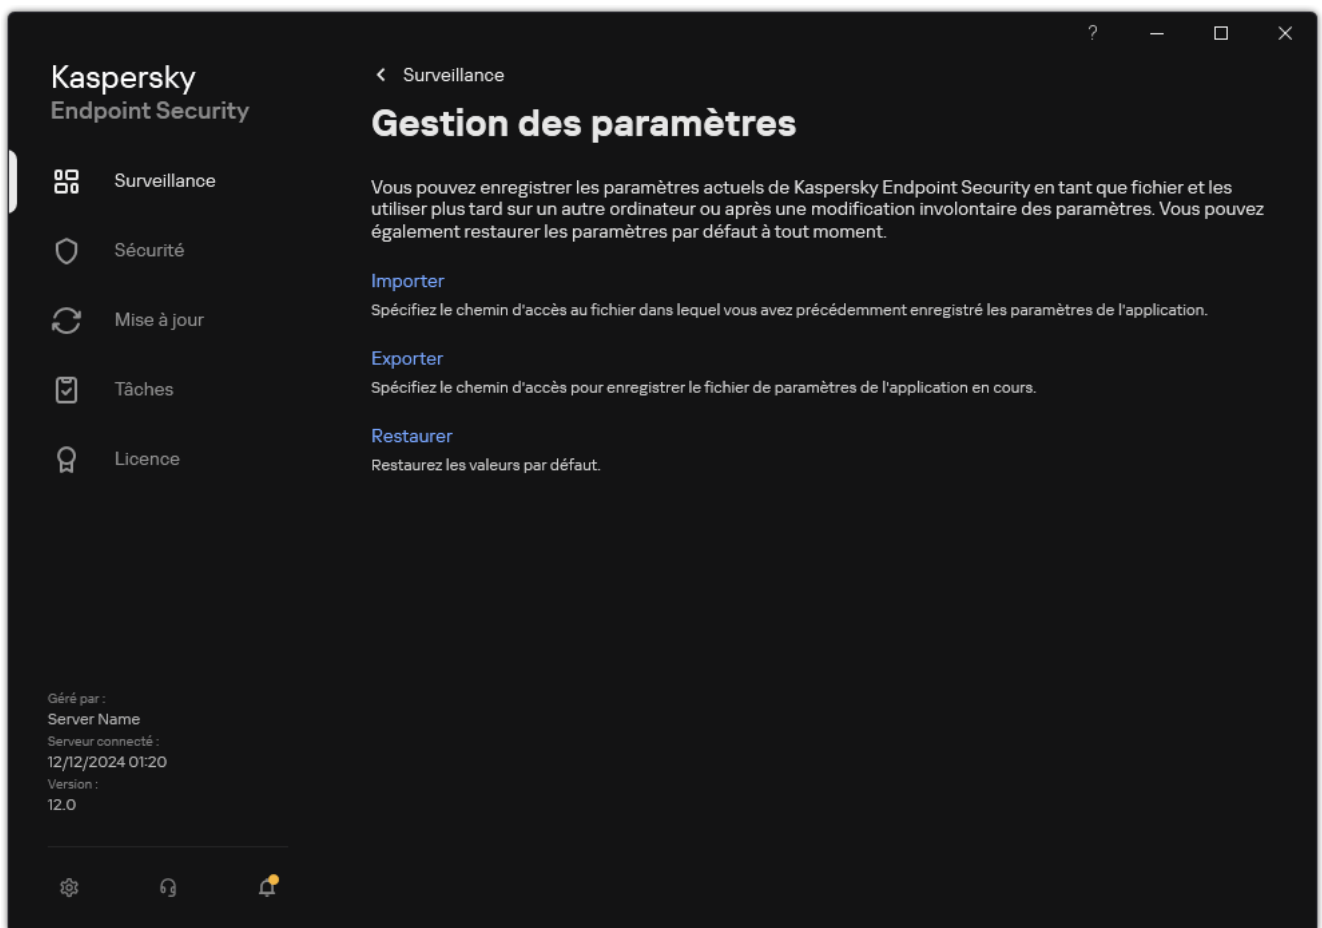 ?
Kaspersky
Endpoint Security
Surveillance
Sécurité
Mise à jour
Tâches
Licence
Géré par :
Server Name
Serveur connecté :
12/12/2024 01:20
Version :
12.0
Surveillance
Gestion des paramètres
Vous pouvez enregistrer les paramètres actuels de Kaspersky Endpoint Security en tant que fichier et les
utiliser plus tard sur un autre ordinateur ou après une modification involontaire des paramètres. Vous pouvez
également restaurer les paramètres par défaut à tout moment.
Importer
Spécifiez le chemin d'accès au fichier dans lequel vous avez précédemment enregistré les paramètres de l'application.
Exporter
Spécifiez le chemin d'accès pour enregistrer le fichier de paramètres de l'application en cours.
Restaurer
Restaurez les valeurs par défaut.